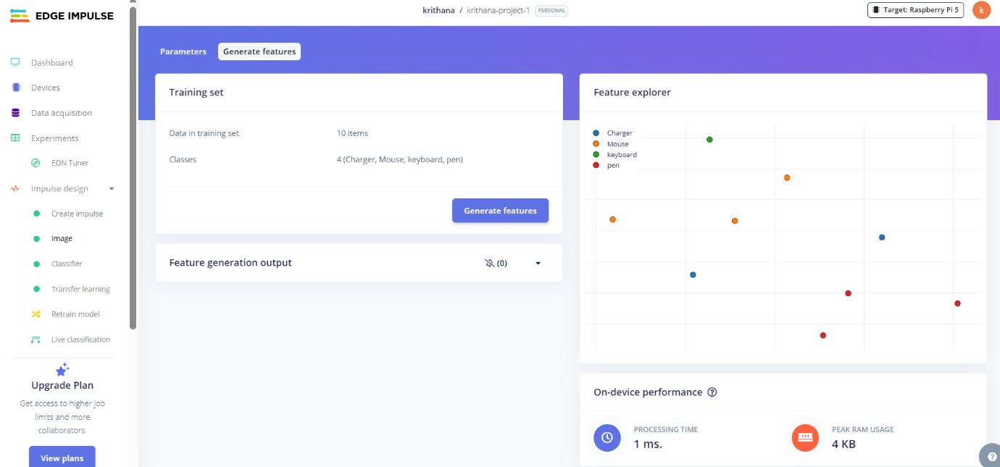 EDGE IMPULSE
krithana / krithana-project-1 PERSONAL
Target: Raspberry Pi 5
k
Dashboard
Devices
Data acquisition
Experiments
EON Tuner
Impulse design
Create impulse
Image
Classifier
Transfer learning
Retrain model
Live classification
Upgrade Plan
Get access to higher job
limits and more
collaborators.
View plans
Parameters
Generate features
Training set
Data in training set 10 items
Classes 4 (Charger, Mouse, keyboard, pen)
Generate features
Feature generation output (0)
Feature explorer
Charger
Mouse
keyboard
pen
On-device performance ?
PROCESSING TIME
1 ms.
PEAK RAM USAGE
4 KB
?